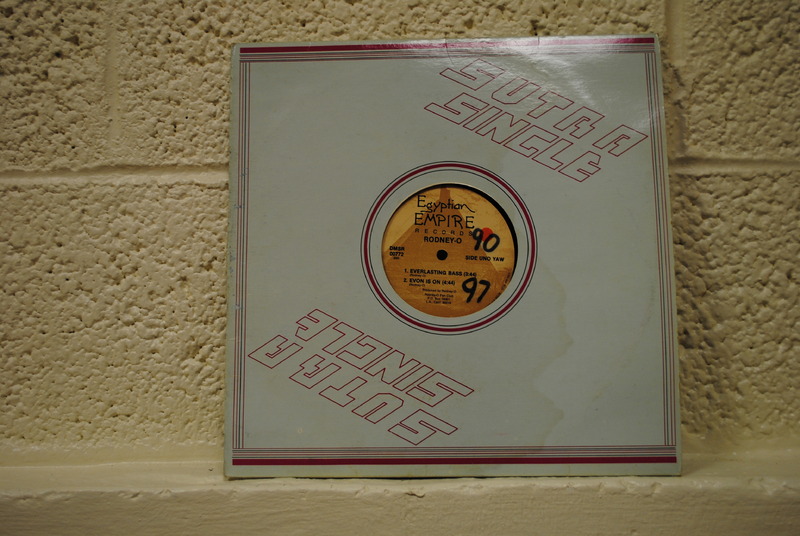 SUTRA
SINGLE
Egyptian
EMPIRE
RECORDS
RODNEY-O
90
DMSR
00772
SIDE UNO YAW
1. EVERLASTING BASS (5:44)
2. EVON IS ON (4:44)
97
SUTRA
SINGLE